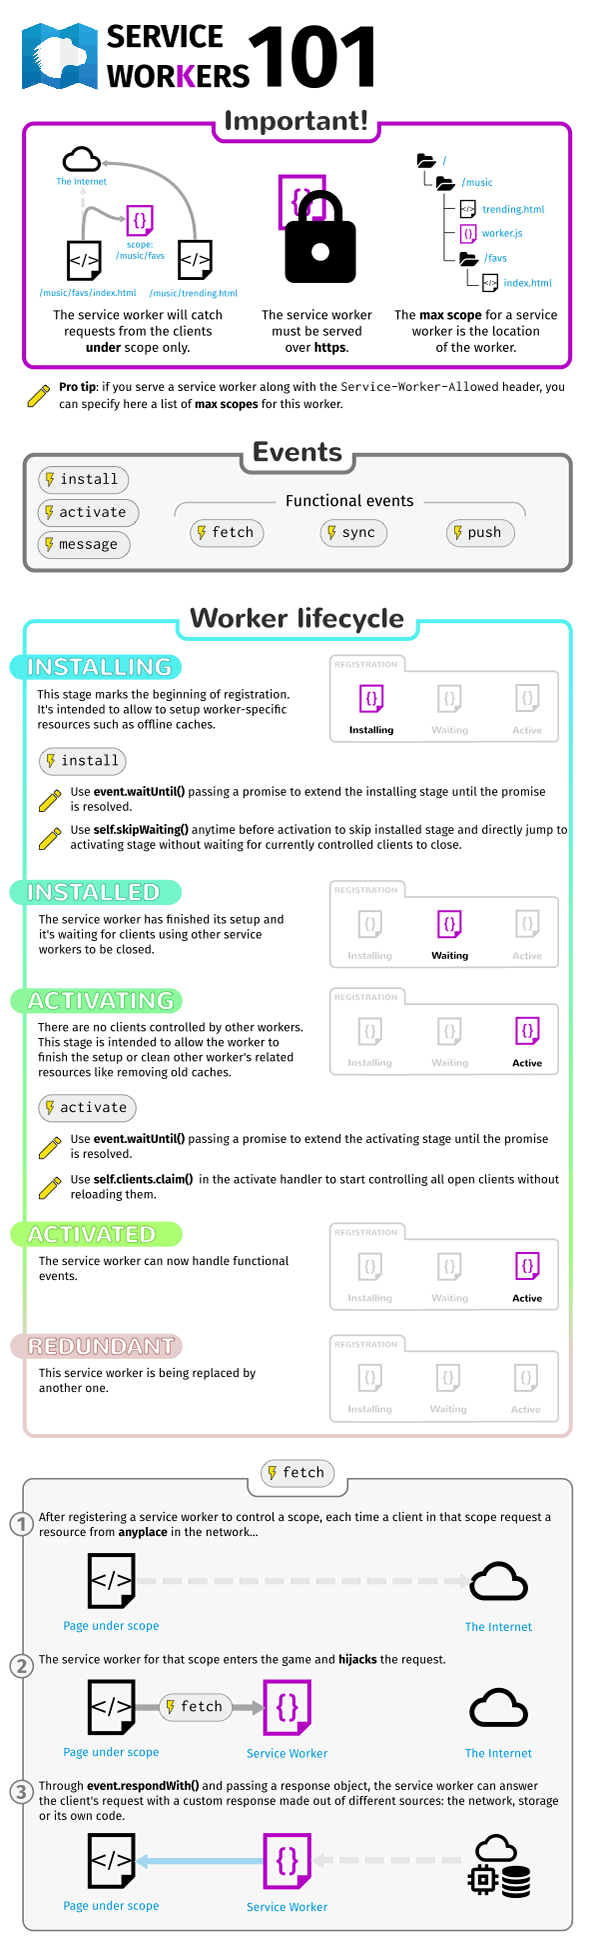 SERVICE
WORKERS 101
Important!
The Internet
{}
scope:
/music/favs
</>
</>
/music/favs/index.html
/music/trending.html
The service worker will catch
requests from the clients
under scope only.
{}
The service worker
must be served
over https.
/
/music
</> trending.html
{} worker.js
/favs
</> index.html
The max scope for a service
worker is the location
of the worker.
Pro tip: if you serve a service worker along with the Service-Worker-Allowed header, you
can specify here a list of max scopes for this worker.
Events
install
activate
message
Functional events
fetch
sync
push
Worker lifecycle
INSTALLING
This stage marks the beginning of registration.
It's intended to allow to setup worker-specific
resources such as offline caches.
REGISTRATION
{} {} {}
Installing Waiting Active
install
Use event.waitUntil() passing a promise to extend the installing stage until the promise
is resolved.
Use self.skipWaiting() anytime before activation to skip installed stage and directly jump to
activating stage without waiting for currently controlled clients to close.
INSTALLED
The service worker has finished its setup and
it's waiting for clients using other service
workers to be closed.
REGISTRATION
{} {} {}
Installing Waiting Active
ACTIVATING
There are no clients controlled by other workers.
This stage is intended to allow the worker to
finish the setup or clean other worker's related
resources like removing old caches.
REGISTRATION
{} {} {}
Installing Waiting Active
activate
Use event.waitUntil() passing a promise to extend the activating stage until the promise
is resolved.
Use self.clients.claim() in the activate handler to start controlling all open clients without
reloading them.
ACTIVATED
The service worker can now handle functional
events.
REGISTRATION
{} {} {}
Installing Waiting Active
REDUNDANT
This service worker is being replaced by
another one.
REGISTRATION
{} {} {}
Installing Waiting Active
fetch
1
After registering a service worker to control a scope, each time a client in that scope request a
resource from anyplace in the network...
</>
Page under scope
The Internet
2
The service worker for that scope enters the game and hijacks the request.
</> fetch {}
Page under scope
Service Worker
The Internet
3
Through event.respondWith() and passing a response object, the service worker can answer
the client's request with a custom response made out of different sources: the network, storage
or its own code.
</> {}
Page under scope
Service Worker